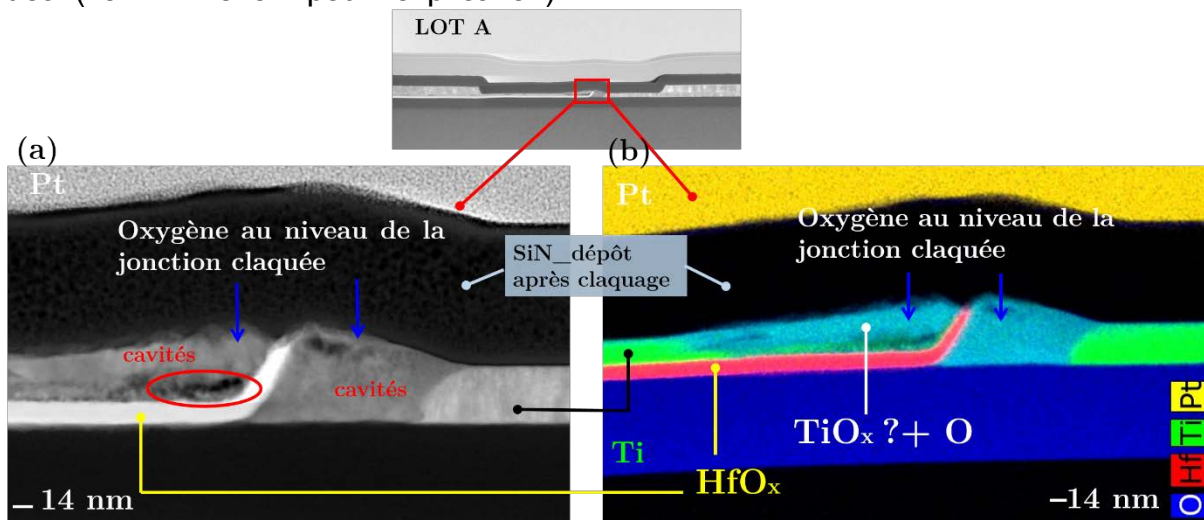 LOT A
(a)
(b)
Pt
Pt
Oxygène au niveau de la
jonction claquée
Oxygène au niveau de la
jonction claquée
SiN_dépôt
après claquage
cavités
cavités
TiOx ?+ O
Ti
HfOx
14 nm
14 nm
Pt
Ti
Hf
O